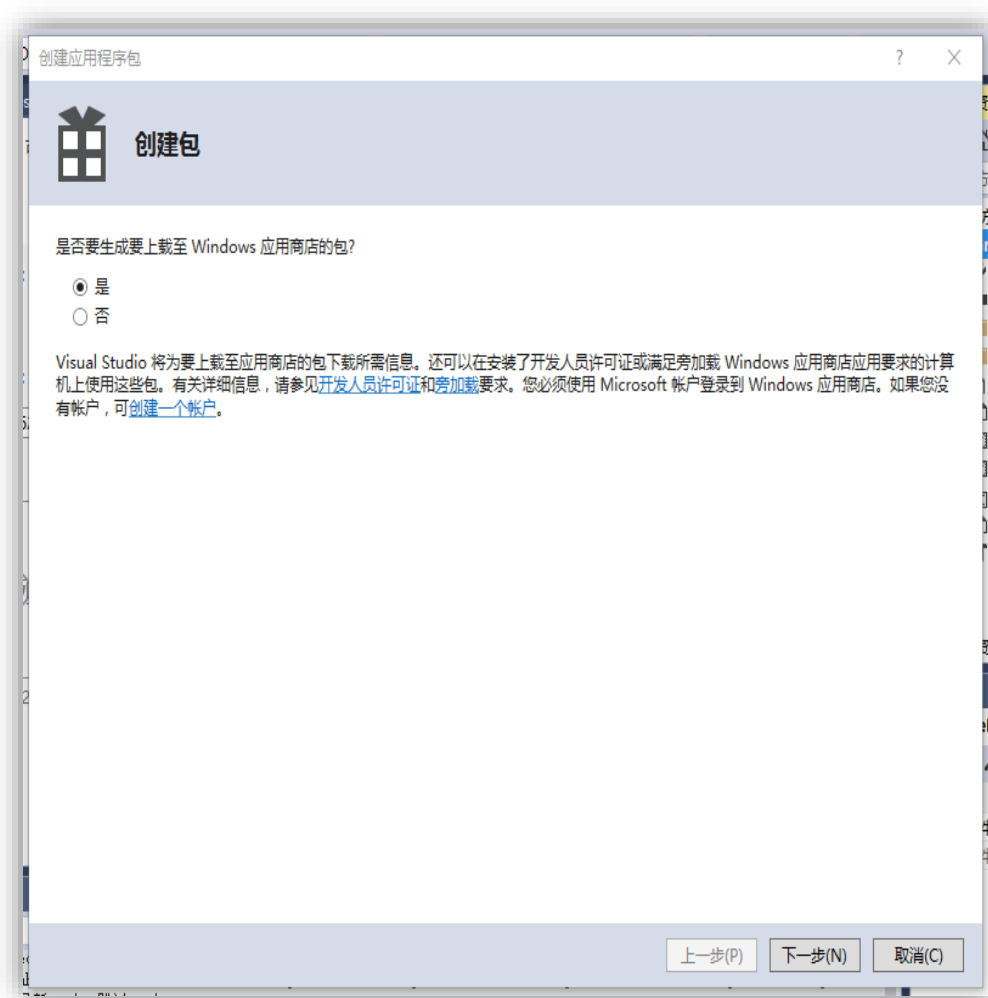 创建应用程序包
?
创建包
是否要生成要上载至 Windows 应用商店的包?
是
否
Visual Studio 将为要上载至应用商店的包下载所需信息。还可以在安装了开发人员许可证或满足旁加载 Windows 应用商店应用要求的计算
机上使用这些包。有关详细信息，请参见开发人员许可证和旁加载要求。您必须使用 Microsoft 帐户登录到 Windows 应用商店。如果您没
有帐户，可创建一个帐户。
上一步(P)
下一步(N)
取消(C)